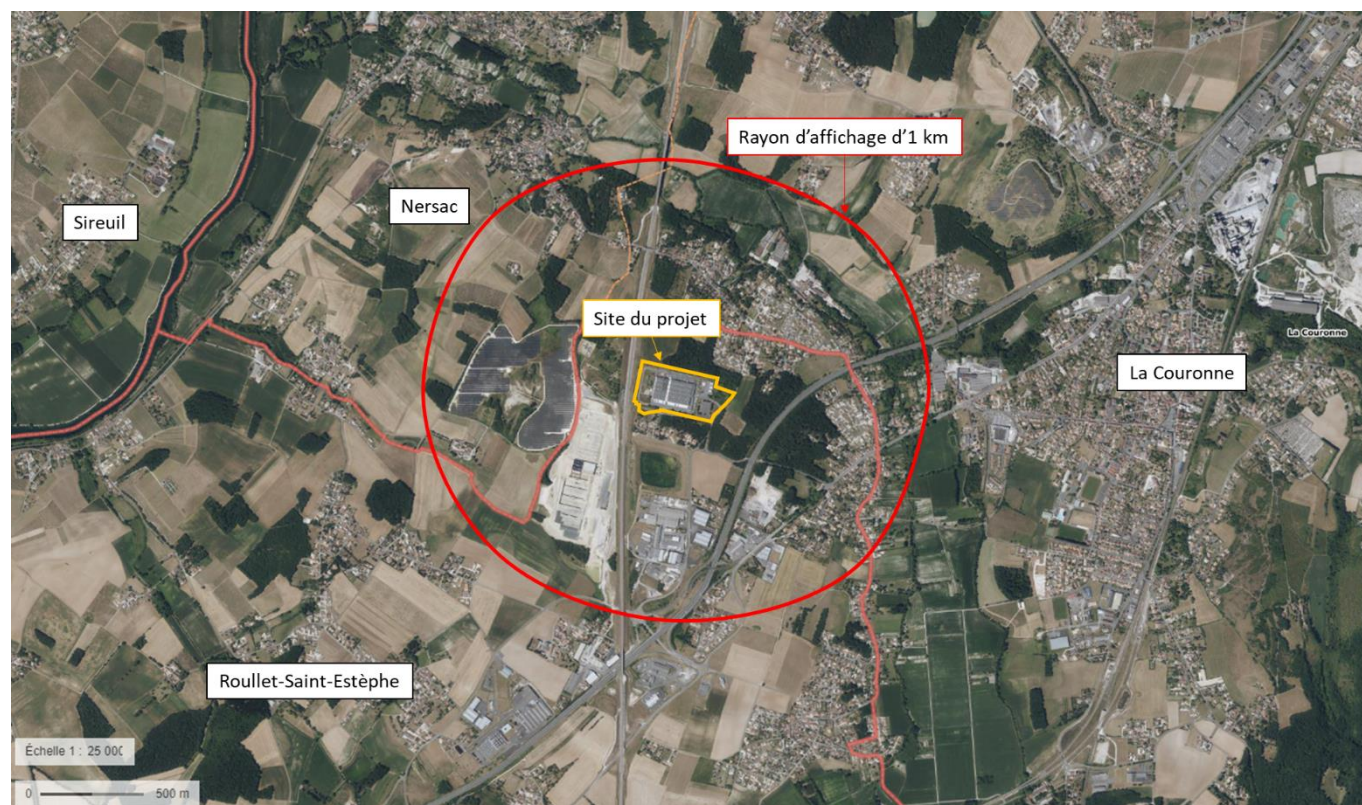 Rayon d’affichage d’1 km
Nersac
Sireuil
Site du projet
La Couronne
La Couronne
Roullet-Saint-Estèphe
Échelle 1 : 25 000
0 500 m